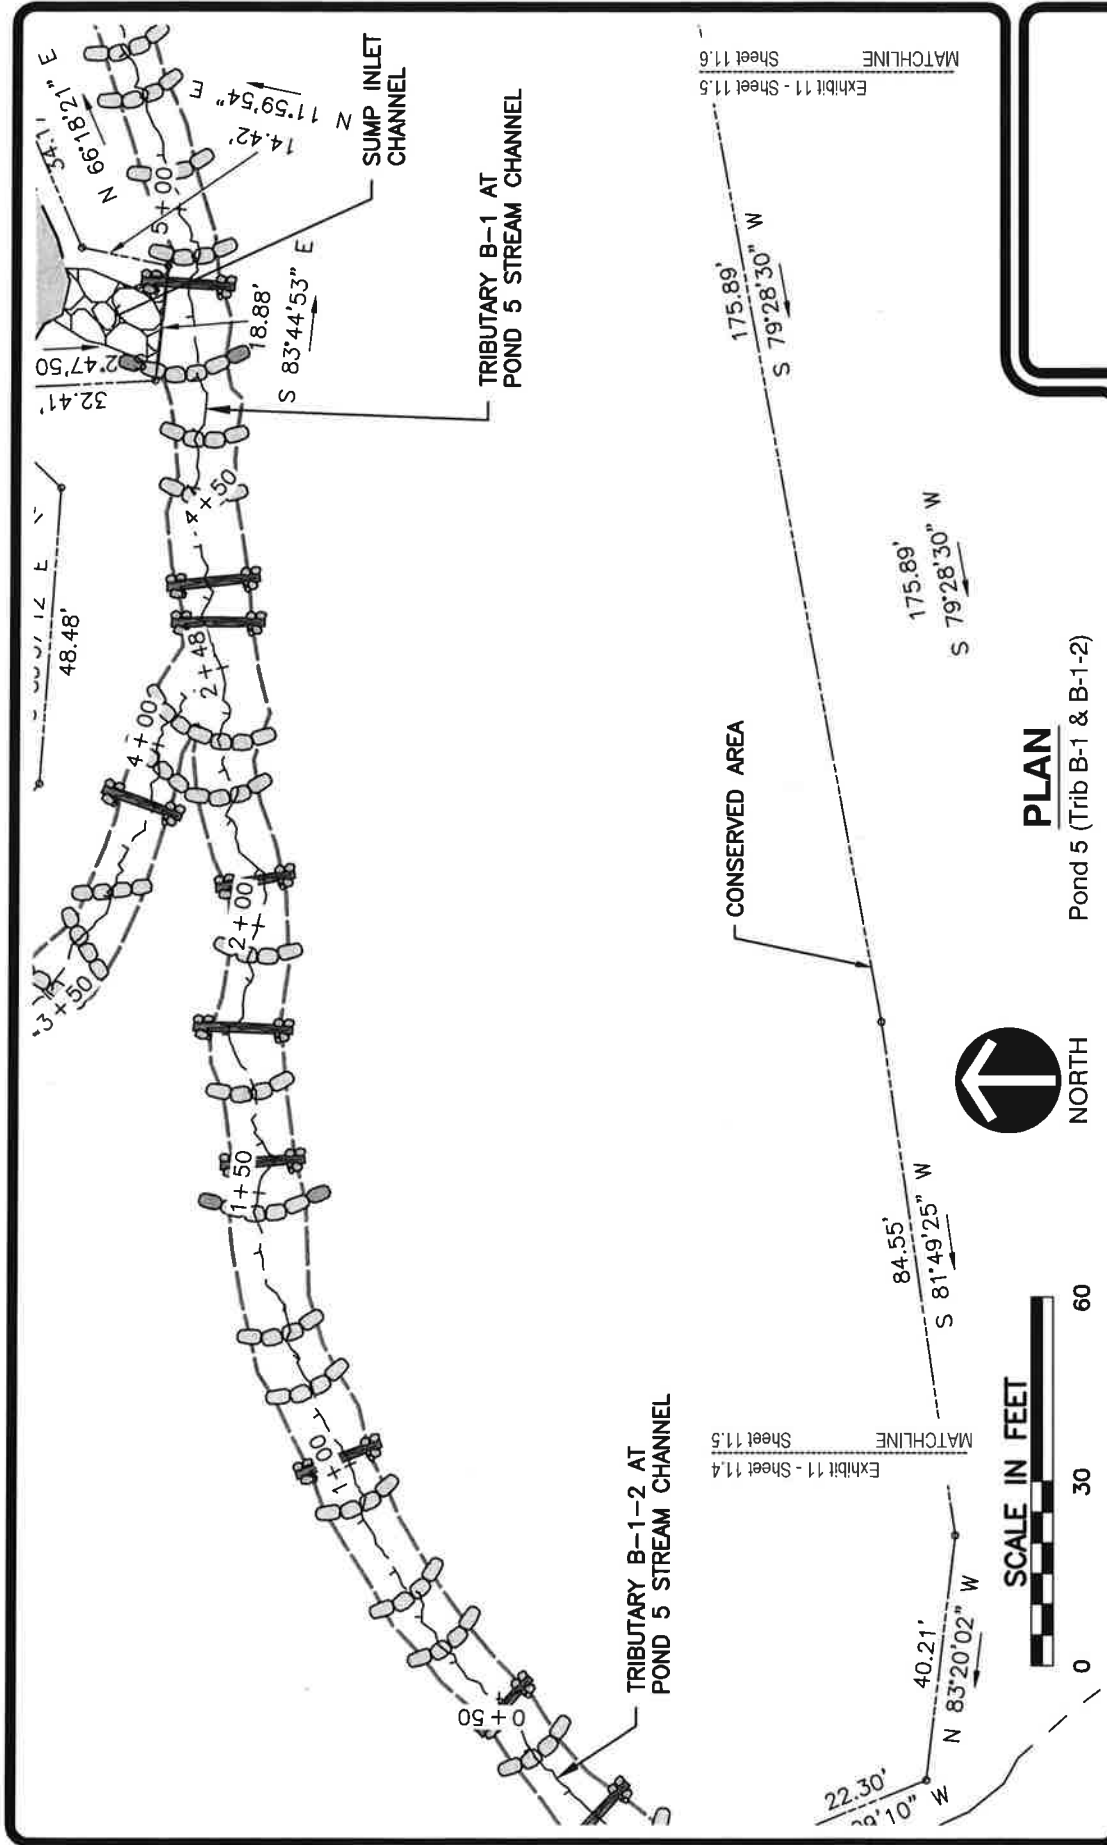 N 66°18'21" E
N 11°59'54" E
14.42'
SUMP INLET
CHANNEL
5+00
18.88'
S 83°44'53" E
2°47'50
32.41'
TRIBUTARY B-1 AT
POND 5 STREAM CHANNEL
4+50
48.48'
2+48
4+00
3+50
2+00
1+50
1+00
0+50
TRIBUTARY B-1-2 AT
POND 5 STREAM CHANNEL
MATCHLINE
Sheet 11.6
Exhibit 11 - Sheet 11.5
175.89'
S 79°28'30" W
175.89'
S 79°28'30" W
CONSERVED AREA
84.55'
S 81°49'25" W
MATCHLINE
Sheet 11.5
Exhibit 11 - Sheet 11.4
40.21'
N 83°20'02" W
22.30'
9'10" W
PLAN
Pond 5 (Trib B-1 & B-1-2)
NORTH
SCALE IN FEET
0 30 60